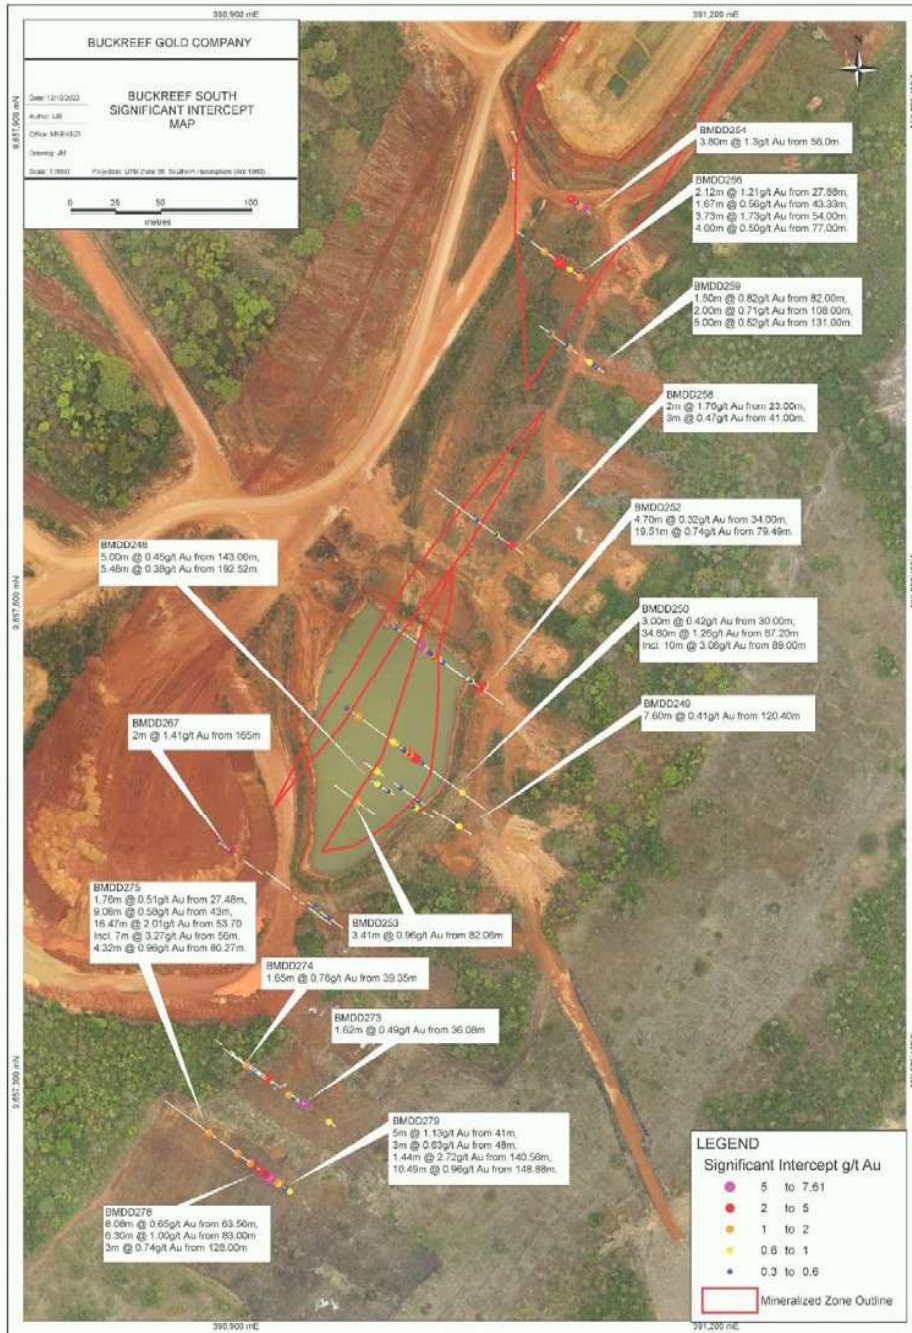 390,900 mE
391,200 mE
BUCKREEF GOLD COMPANY
BUCKREEF SOUTH
SIGNIFICANT INTERCEPT
MAP
0 25 50 100
metres
N
BMDD254
3.80m @ 1.3g/t Au from 56.0m
BMDD256
2.12m @ 1.21g/t Au from 27.88m,
1.67m @ 0.56g/t Au from 43.33m,
3.73m @ 1.73g/t Au from 54.00m,
4.00m @ 0.50g/t Au from 77.00m.
BMDD259
1.50m @ 0.82g/t Au from 82.00m,
2.00m @ 0.71g/t Au from 108.00m,
5.00m @ 0.52g/t Au from 131.00m.
BMDD258
2m @ 1.76g/t Au from 23.00m,
3m @ 0.47g/t Au from 41.00m.
BMDD252
4.70m @ 0.32g/t Au from 34.00m,
19.51m @ 0.74g/t Au from 79.49m.
BMDD248
5.00m @ 0.45g/t Au from 143.00m,
5.48m @ 0.38g/t Au from 192.52m.
BMDD250
3.00m @ 0.42g/t Au from 30.00m,
34.80m @ 1.26g/t Au from 87.20m
Incl. 10m @ 3.08g/t Au from 89.00m
BMDD249
7.60m @ 0.41g/t Au from 120.40m
BMDD267
2m @ 1.41g/t Au from 165m
BMDD275
1.76m @ 0.51g/t Au from 27.48m,
9.08m @ 0.58g/t Au from 43m,
16.47m @ 2.01g/t Au from 53.70
Incl. 7m @ 3.27g/t Au from 56m,
4.32m @ 0.96g/t Au from 80.27m.
BMDD253
3.41m @ 0.96g/t Au from 82.06m
BMDD274
1.65m @ 0.76g/t Au from 39.35m
BMDD273
1.62m @ 0.49g/t Au from 36.08m
BMDD279
5m @ 1.13g/t Au from 41m,
3m @ 0.63g/t Au from 48m,
1.44m @ 2.72g/t Au from 140.56m,
10.49m @ 0.96g/t Au from 148.88m.
BMDD278
8.08m @ 0.65g/t Au from 63.56m,
6.30m @ 1.00g/t Au from 83.00m
3m @ 0.74g/t Au from 128.00m
LEGEND
Significant Intercept g/t Au
5 to 7.61
2 to 5
1 to 2
0.6 to 1
0.3 to 0.6
Mineralized Zone Outline
9,657,900 mN
9,657,600 mN
9,657,300 mN
390,900 mE
391,200 mE